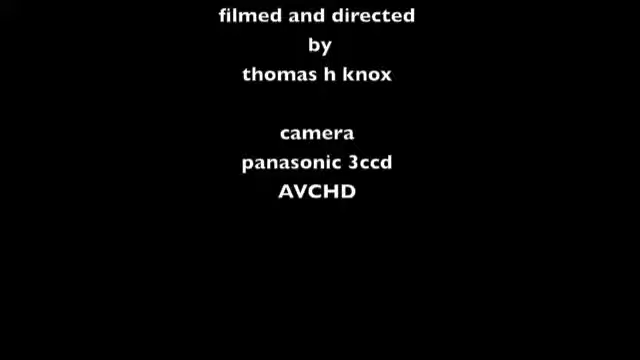 filmed and directed
by
thomas h knox
camera
panasonic 3ccd
AVCHD